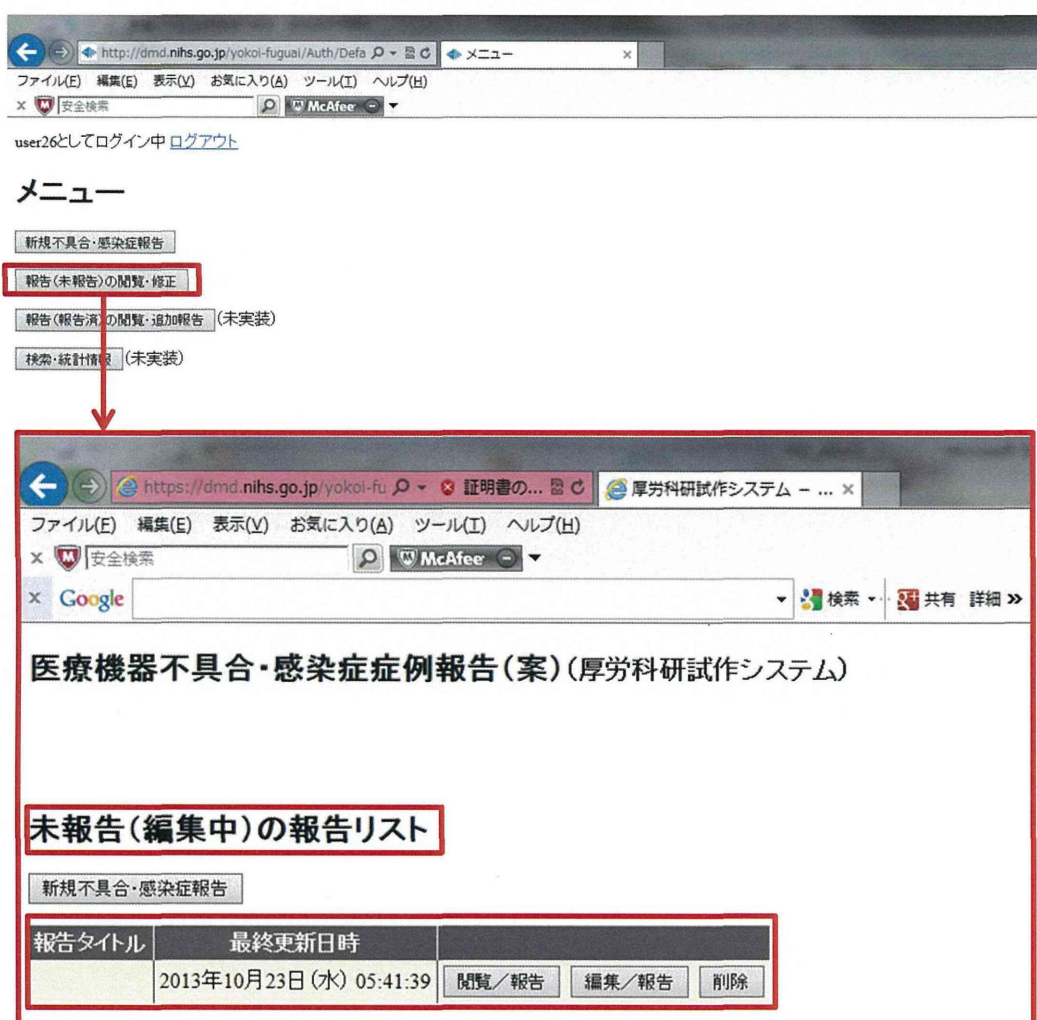 http://dmd.nihs.go.jp/yokoi-fuguai/Auth/Defa メニュー ×
ファイル(F) 編集(E) 表示(V) お気に入り(A) ツール(T) ヘルプ(H)
× 安全検索 McAfee
user26としてログイン中 ログアウト
メニュー
新規不具合・感染症報告
報告(未報告)の閲覧・修正
報告(報告済)の閲覧・追加報告 (未実装)
検索・統計情報 (未実装)
https://dmd.nihs.go.jp/yokoi-fu 証明書の... 厚労科研試作システム - ... ×
ファイル(F) 編集(E) 表示(V) お気に入り(A) ツール(T) ヘルプ(H)
× 安全検索 McAfee
× Google 検索 共有 詳細 »
医療機器不具合・感染症症例報告(案)(厚労科研試作システム)
未報告(編集中)の報告リスト
新規不具合・感染症報告
報告タイトル 最終更新日時
2013年10月23日(水) 05:41:39 閲覧/報告 編集/報告 削除